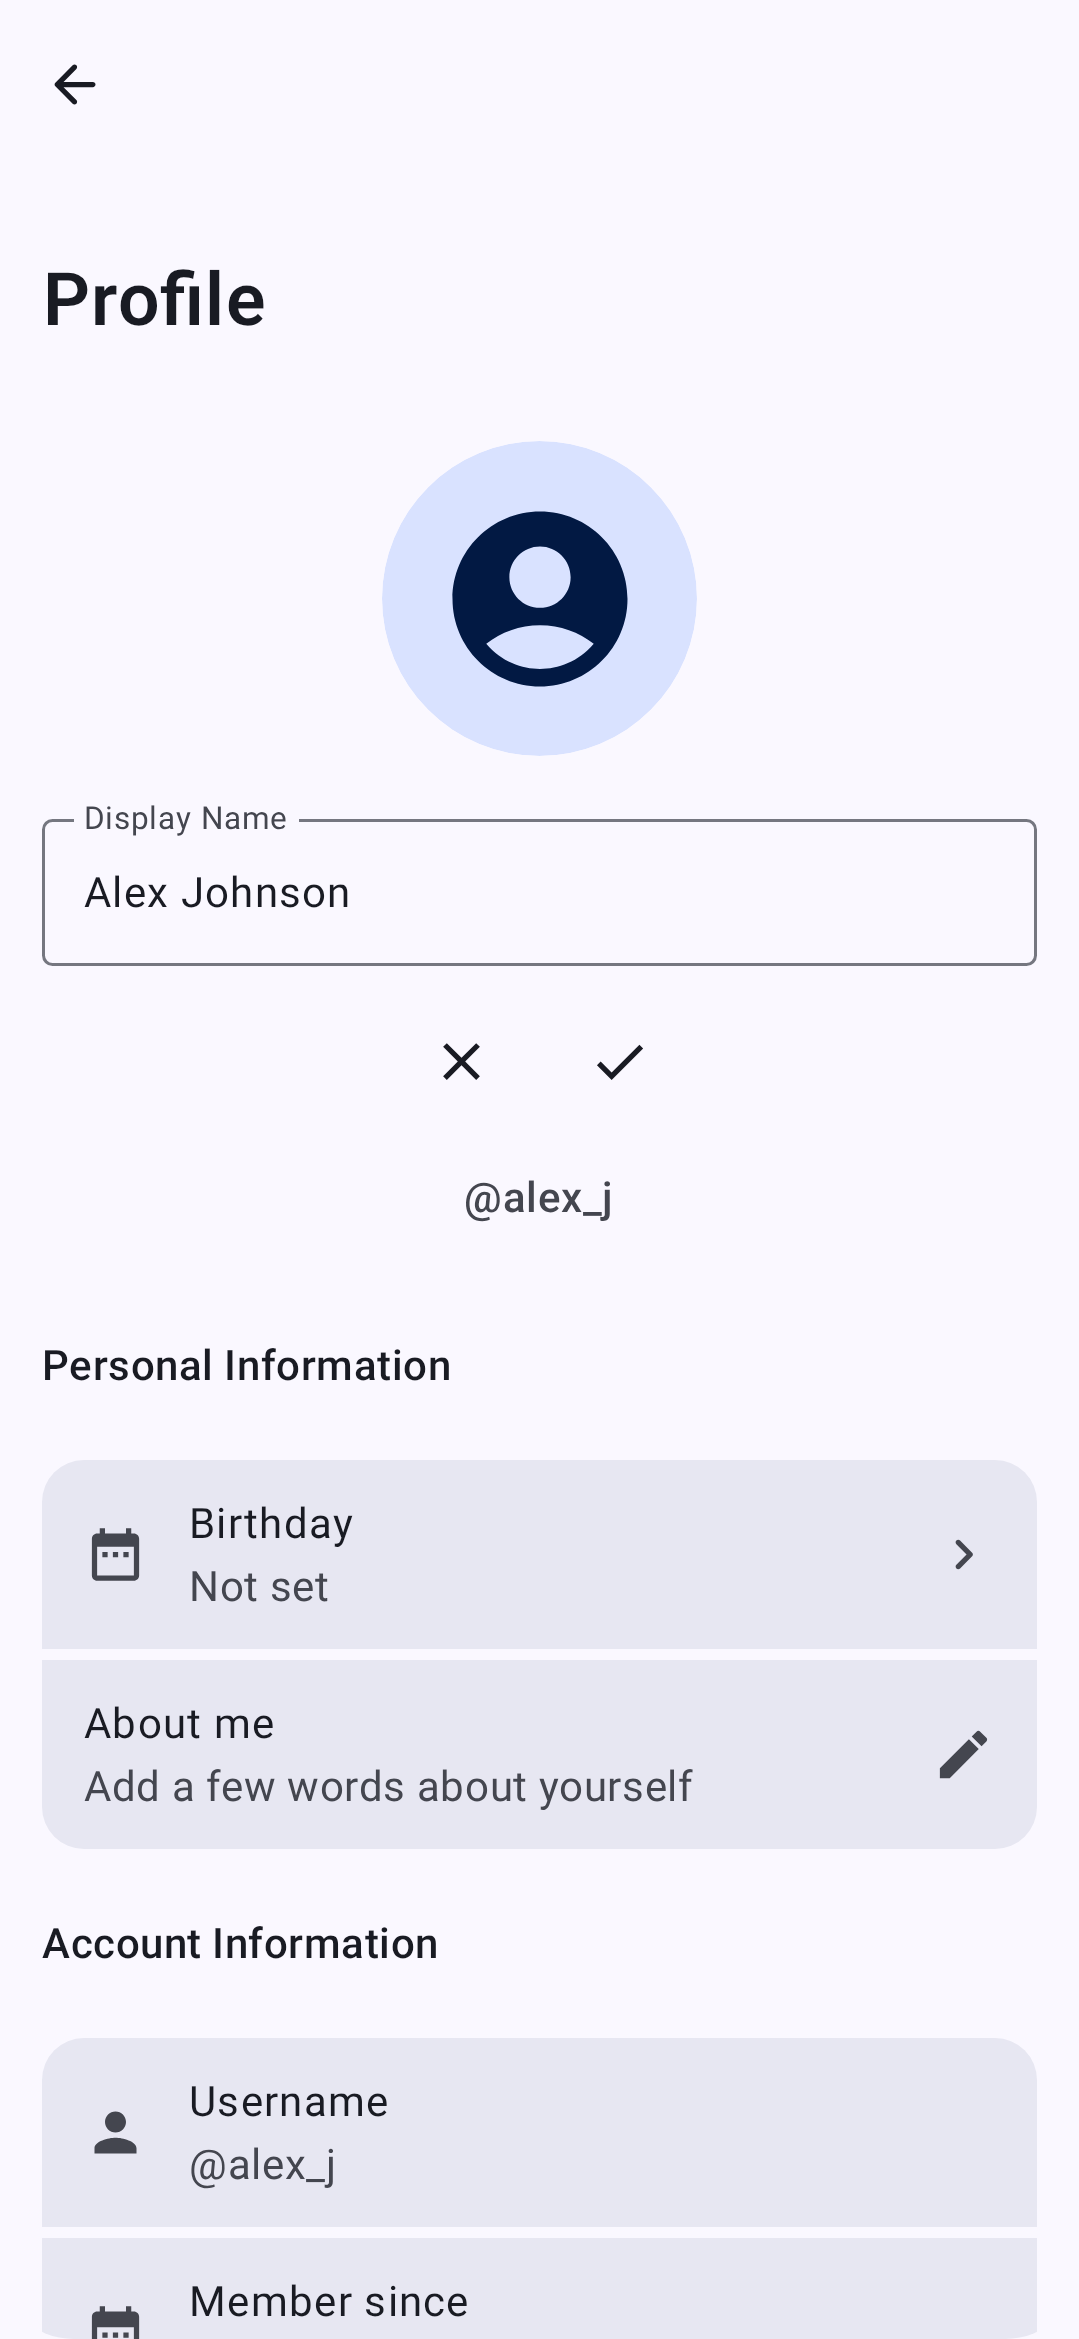 Profile
Display Name
Alex Johnson
@alex_j
Personal Information
Birthday
Not set
About me
Add a few words about yourself
Account Information
Username
@alex_j
Member since